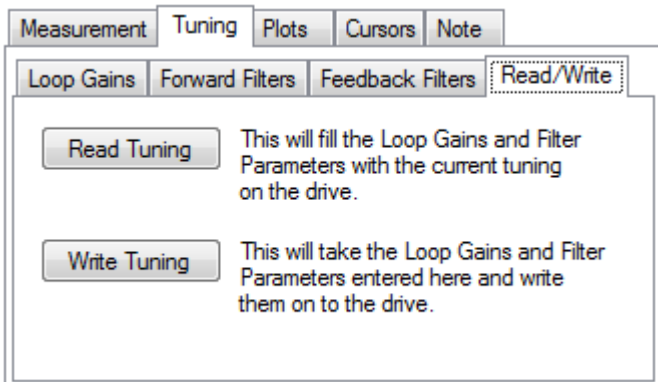 Measurement Tuning Plots Cursors Note
Loop Gains Forward Filters Feedback Filters Read/Write
Read Tuning
This will fill the Loop Gains and Filter
Parameters with the current tuning
on the drive.
Write Tuning
This will take the Loop Gains and Filter
Parameters entered here and write
them on to the drive.